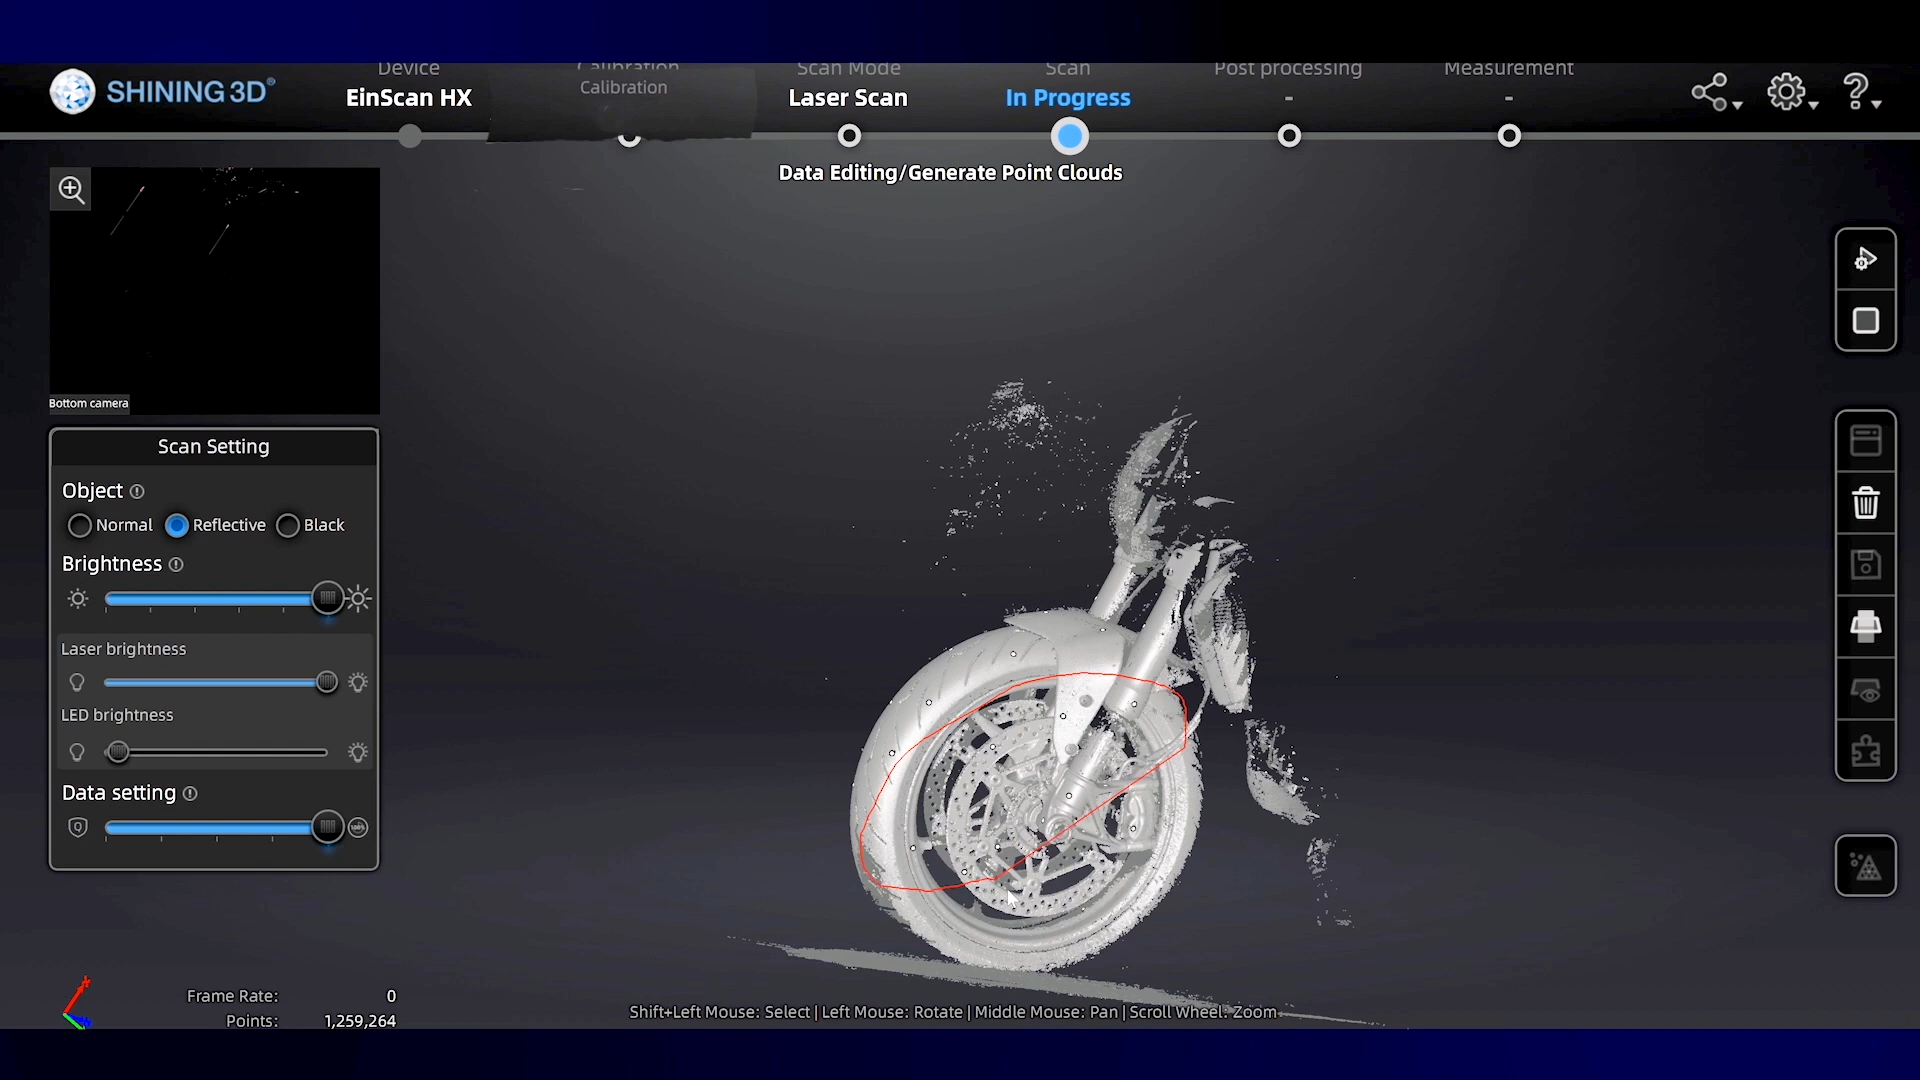 SHINING 3D®
Device
EinScan HX
Calibration
Calibration
Scan Mode
Laser Scan
Scan
In Progress
Post processing
-
Measurement
-
Data Editing/Generate Point Clouds
Bottom camera
Scan Setting
Object
Normal
Reflective
Black
Brightness
Laser brightness
LED brightness
Data setting
Q
100%
Frame Rate: 0
Points: 1,259,264
Shift+Left Mouse: Select | Left Mouse: Rotate | Middle Mouse: Pan | Scroll Wheel: Zoom